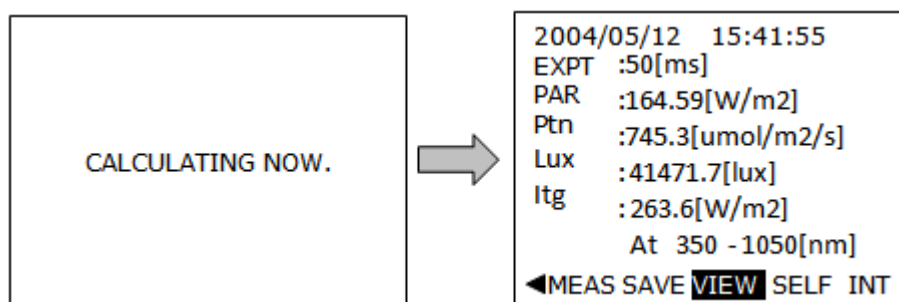 CALCULATING NOW.
2004/05/12 15:41:55
EXPT :50[ms]
PAR :164.59[W/m2]
Ptn :745.3[umol/m2/s]
Lux :41471.7[lux]
Itg :263.6[W/m2]
At 350 -1050[nm]
◀MEAS SAVE VIEW SELF INT